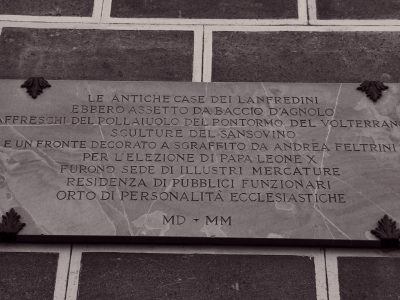 LE ANTICHE CASE DEI LANFREDINI
EBBERO ASSETTO DA BACCIO D'AGNOLO
AFFRESCHI DEL POLLAIUOLO DEL PONTORMO DEL VOLTERRANO
SCULTURE DEL SANSOVINO
E UN FRONTE DECORATO A SGRAFFITO DA ANDREA FELTRINI
PER L'ELEZIONE DI PAPA LEONE X
FURONO SEDE DI ILLUSTRI MERCATURE
RESIDENZA DI PUBBLICI FUNZIONARI
ORTO DI PERSONALITÀ ECCLESIASTICHE
MD + MM